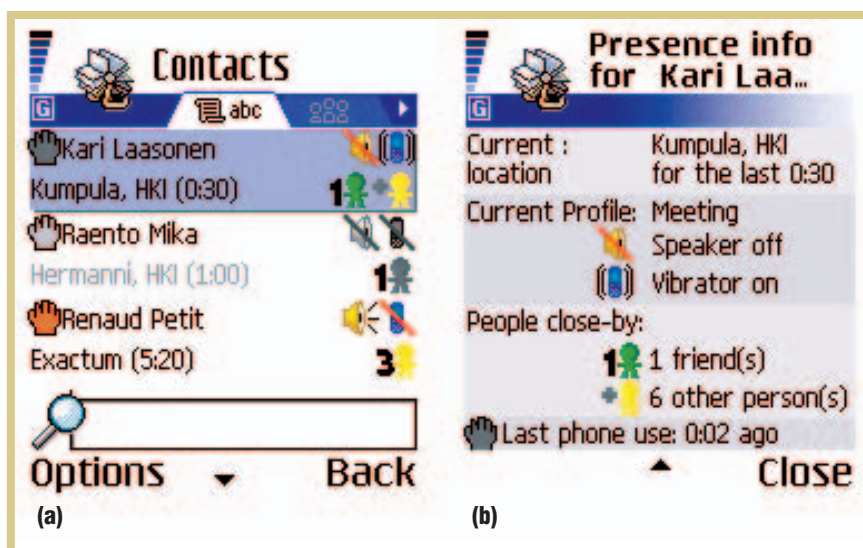 Contacts
G abc
Kari Laasonen
Kumpula, HKI (0:30) 1 +
Raento Mika
Hermanni, HKI (1:00) 1
Renaud Petit
Exactum (5:20) 3
Options Back
(a)
Presence info
for Kari Laa...
G
Current : Kumpula, HKI
location for the last 0:30
Current Profile: Meeting
Speaker off
Vibrator on
People close-by:
1 1 friend(s)
+ 6 other person(s)
Last phone use: 0:02 ago
Close
(b)